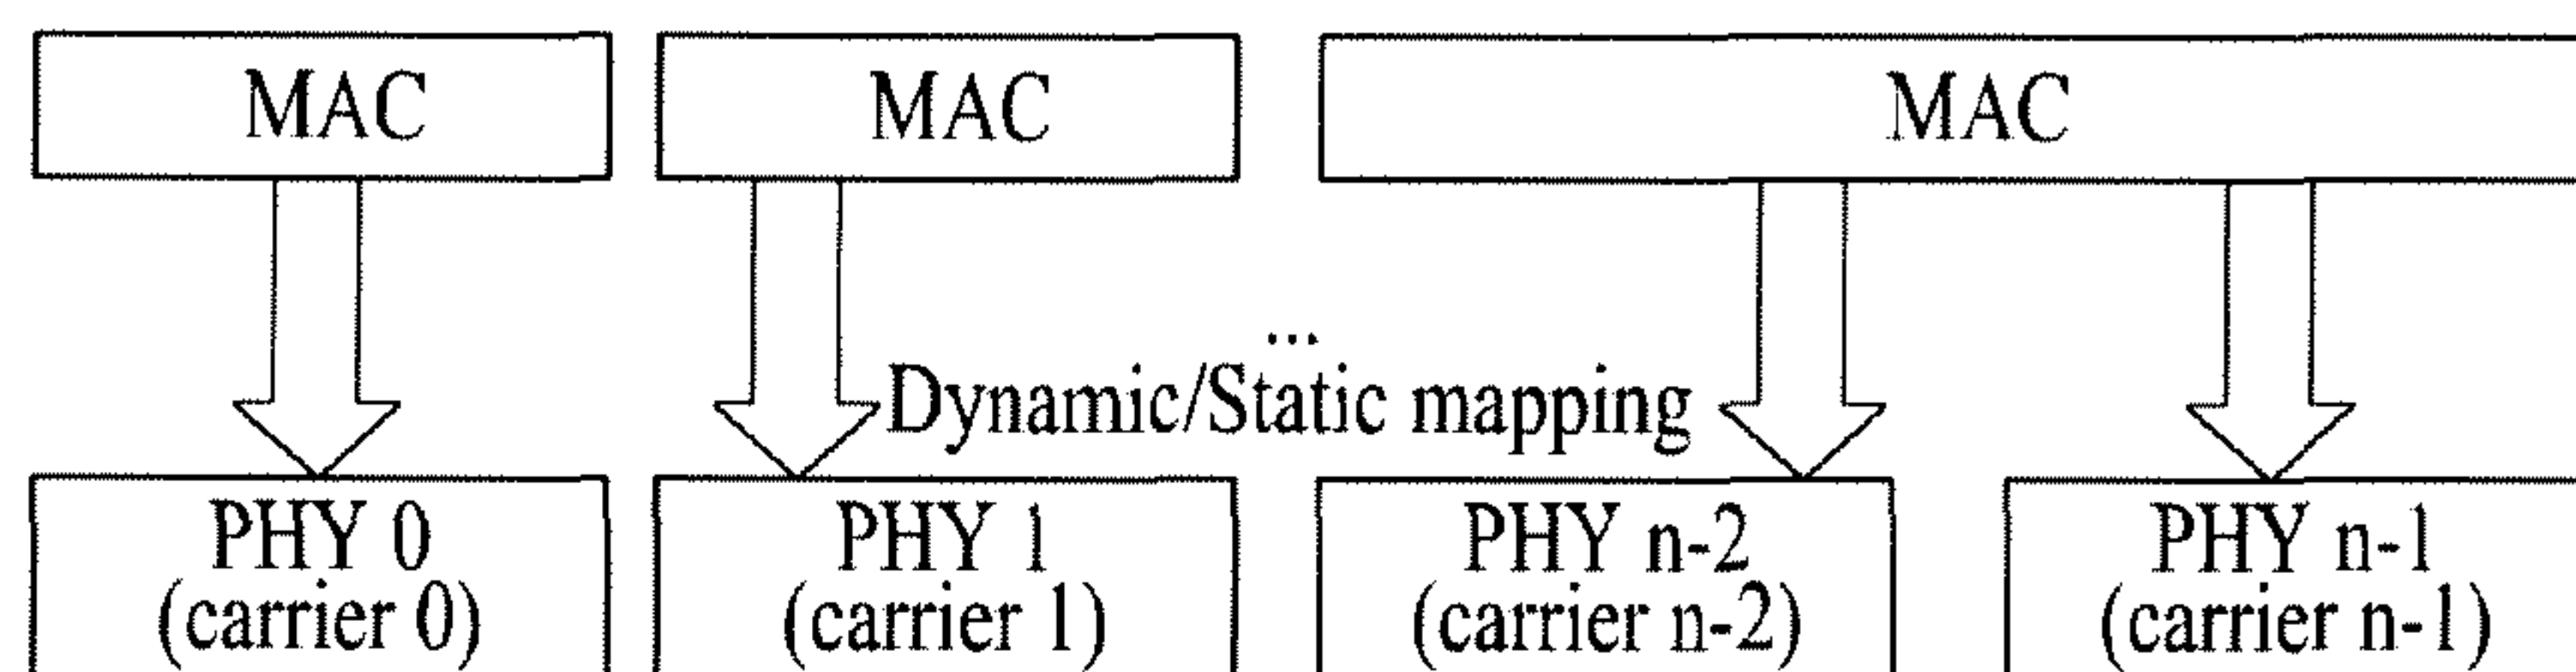 MAC MAC MAC
...
Dynamic/Static mapping
PHY 0 PHY 1 PHY n-2 PHY n-1
(carrier 0) (carrier 1) (carrier n-2) (carrier n-1)